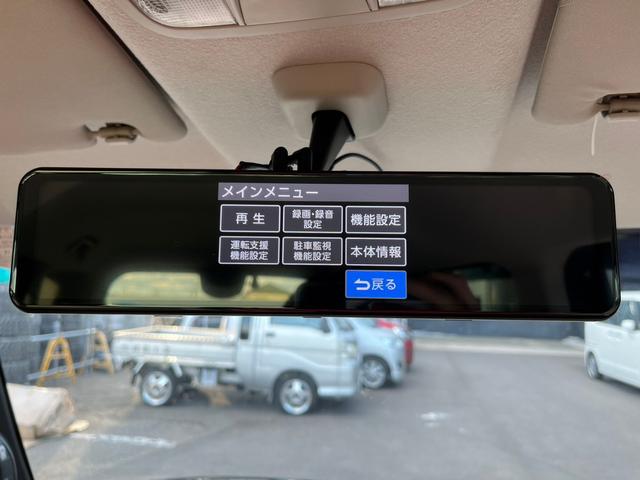 メインメニュー
再生
録画・録音
設定
機能設定
運転支援
機能設定
駐車監視
機能設定
本体情報
戻る